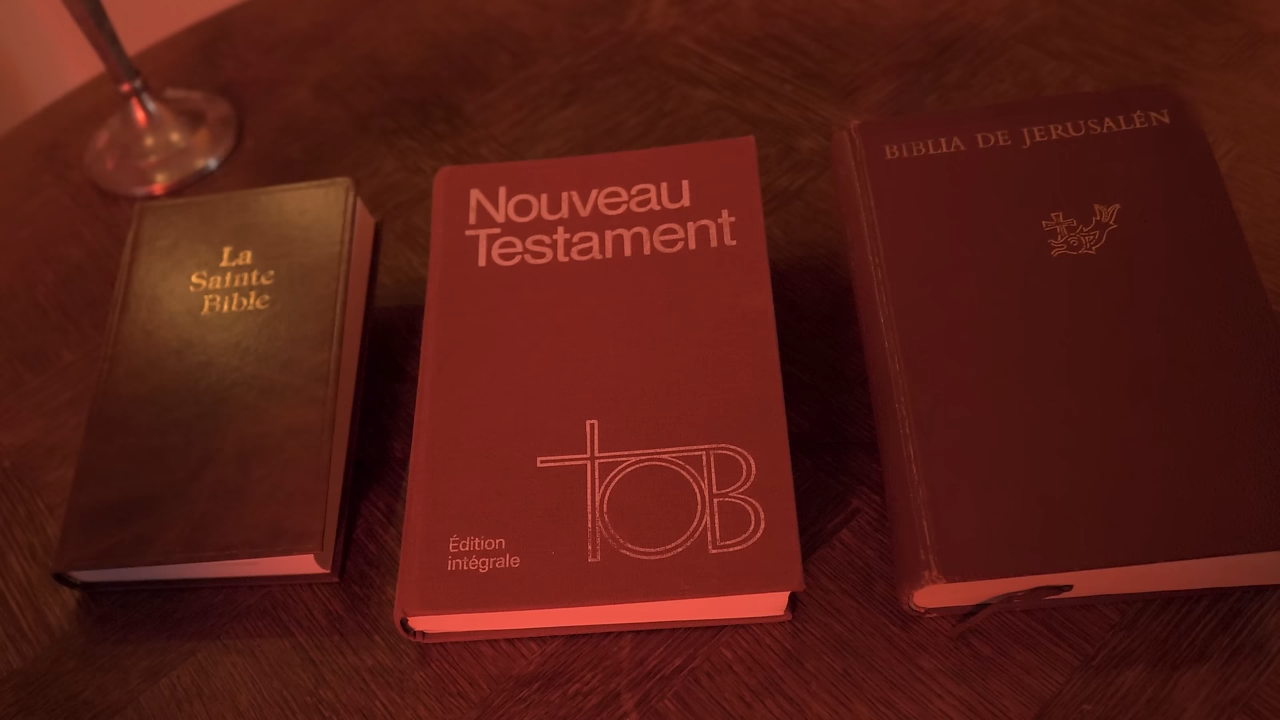 La
Sainte
Bible
Nouveau
Testament
TOB
Édition
intégrale
BIBLIA DE JERUSALÉN